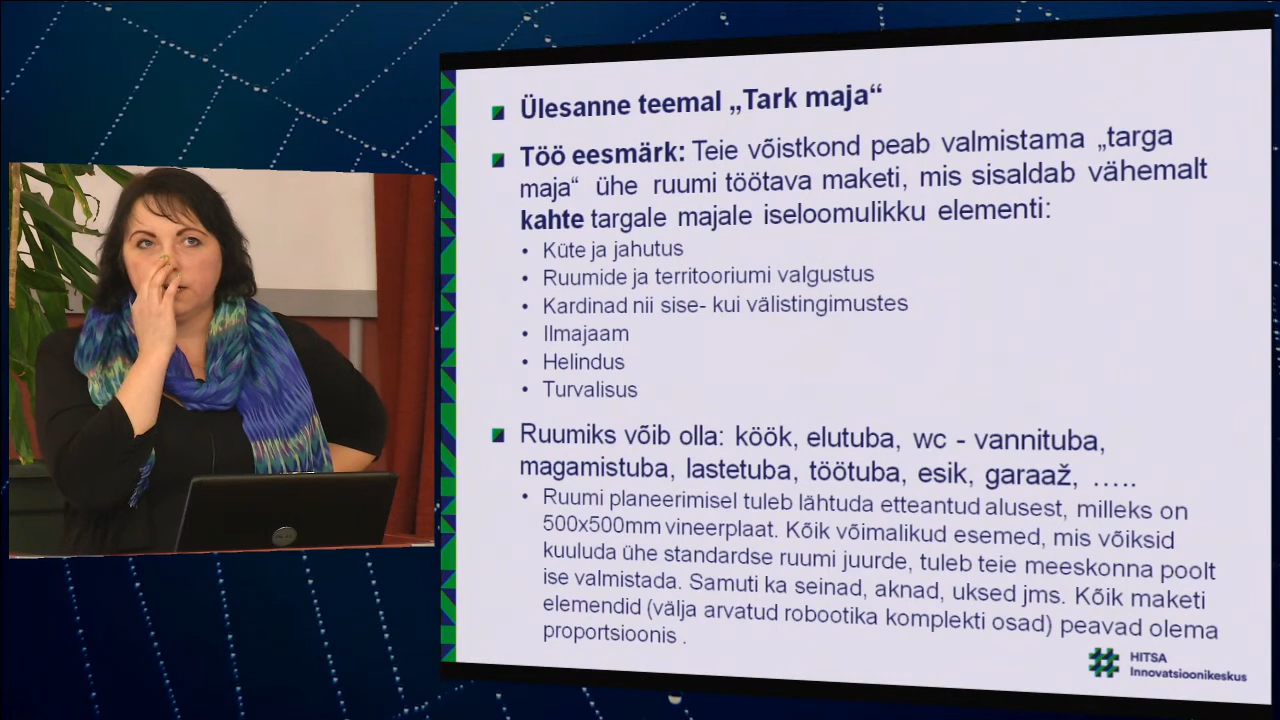 Ülesanne teemal „Tark maja“
Töö eesmärk: Teie võistkond peab valmistama „targa
maja“ ühe ruumi töötava maketi, mis sisaldab vähemalt
kahte targale majale iseloomulikku elementi:
• Küte ja jahutus
• Ruumide ja territooriumi valgustus
• Kardinad nii sise- kui välistingimustes
• Ilmajaam
• Helindus
• Turvalisus
Ruumiks võib olla: köök, elutuba, wc - vannituba,
magamistuba, lastetuba, töötuba, esik, garaaž, …..
• Ruumi planeerimisel tuleb lähtuda etteantud alusest, milleks on
500x500mm vineerplaat. Kõik võimalikud esemed, mis võiksid
kuuluda ühe standardse ruumi juurde, tuleb teie meeskonna poolt
ise valmistada. Samuti ka seinad, aknad, uksed jms. Kõik maketi
elemendid (välja arvatud robootika komplekti osad) peavad olema
proportsioonis .
HITSA
Innovatsioonikeskus